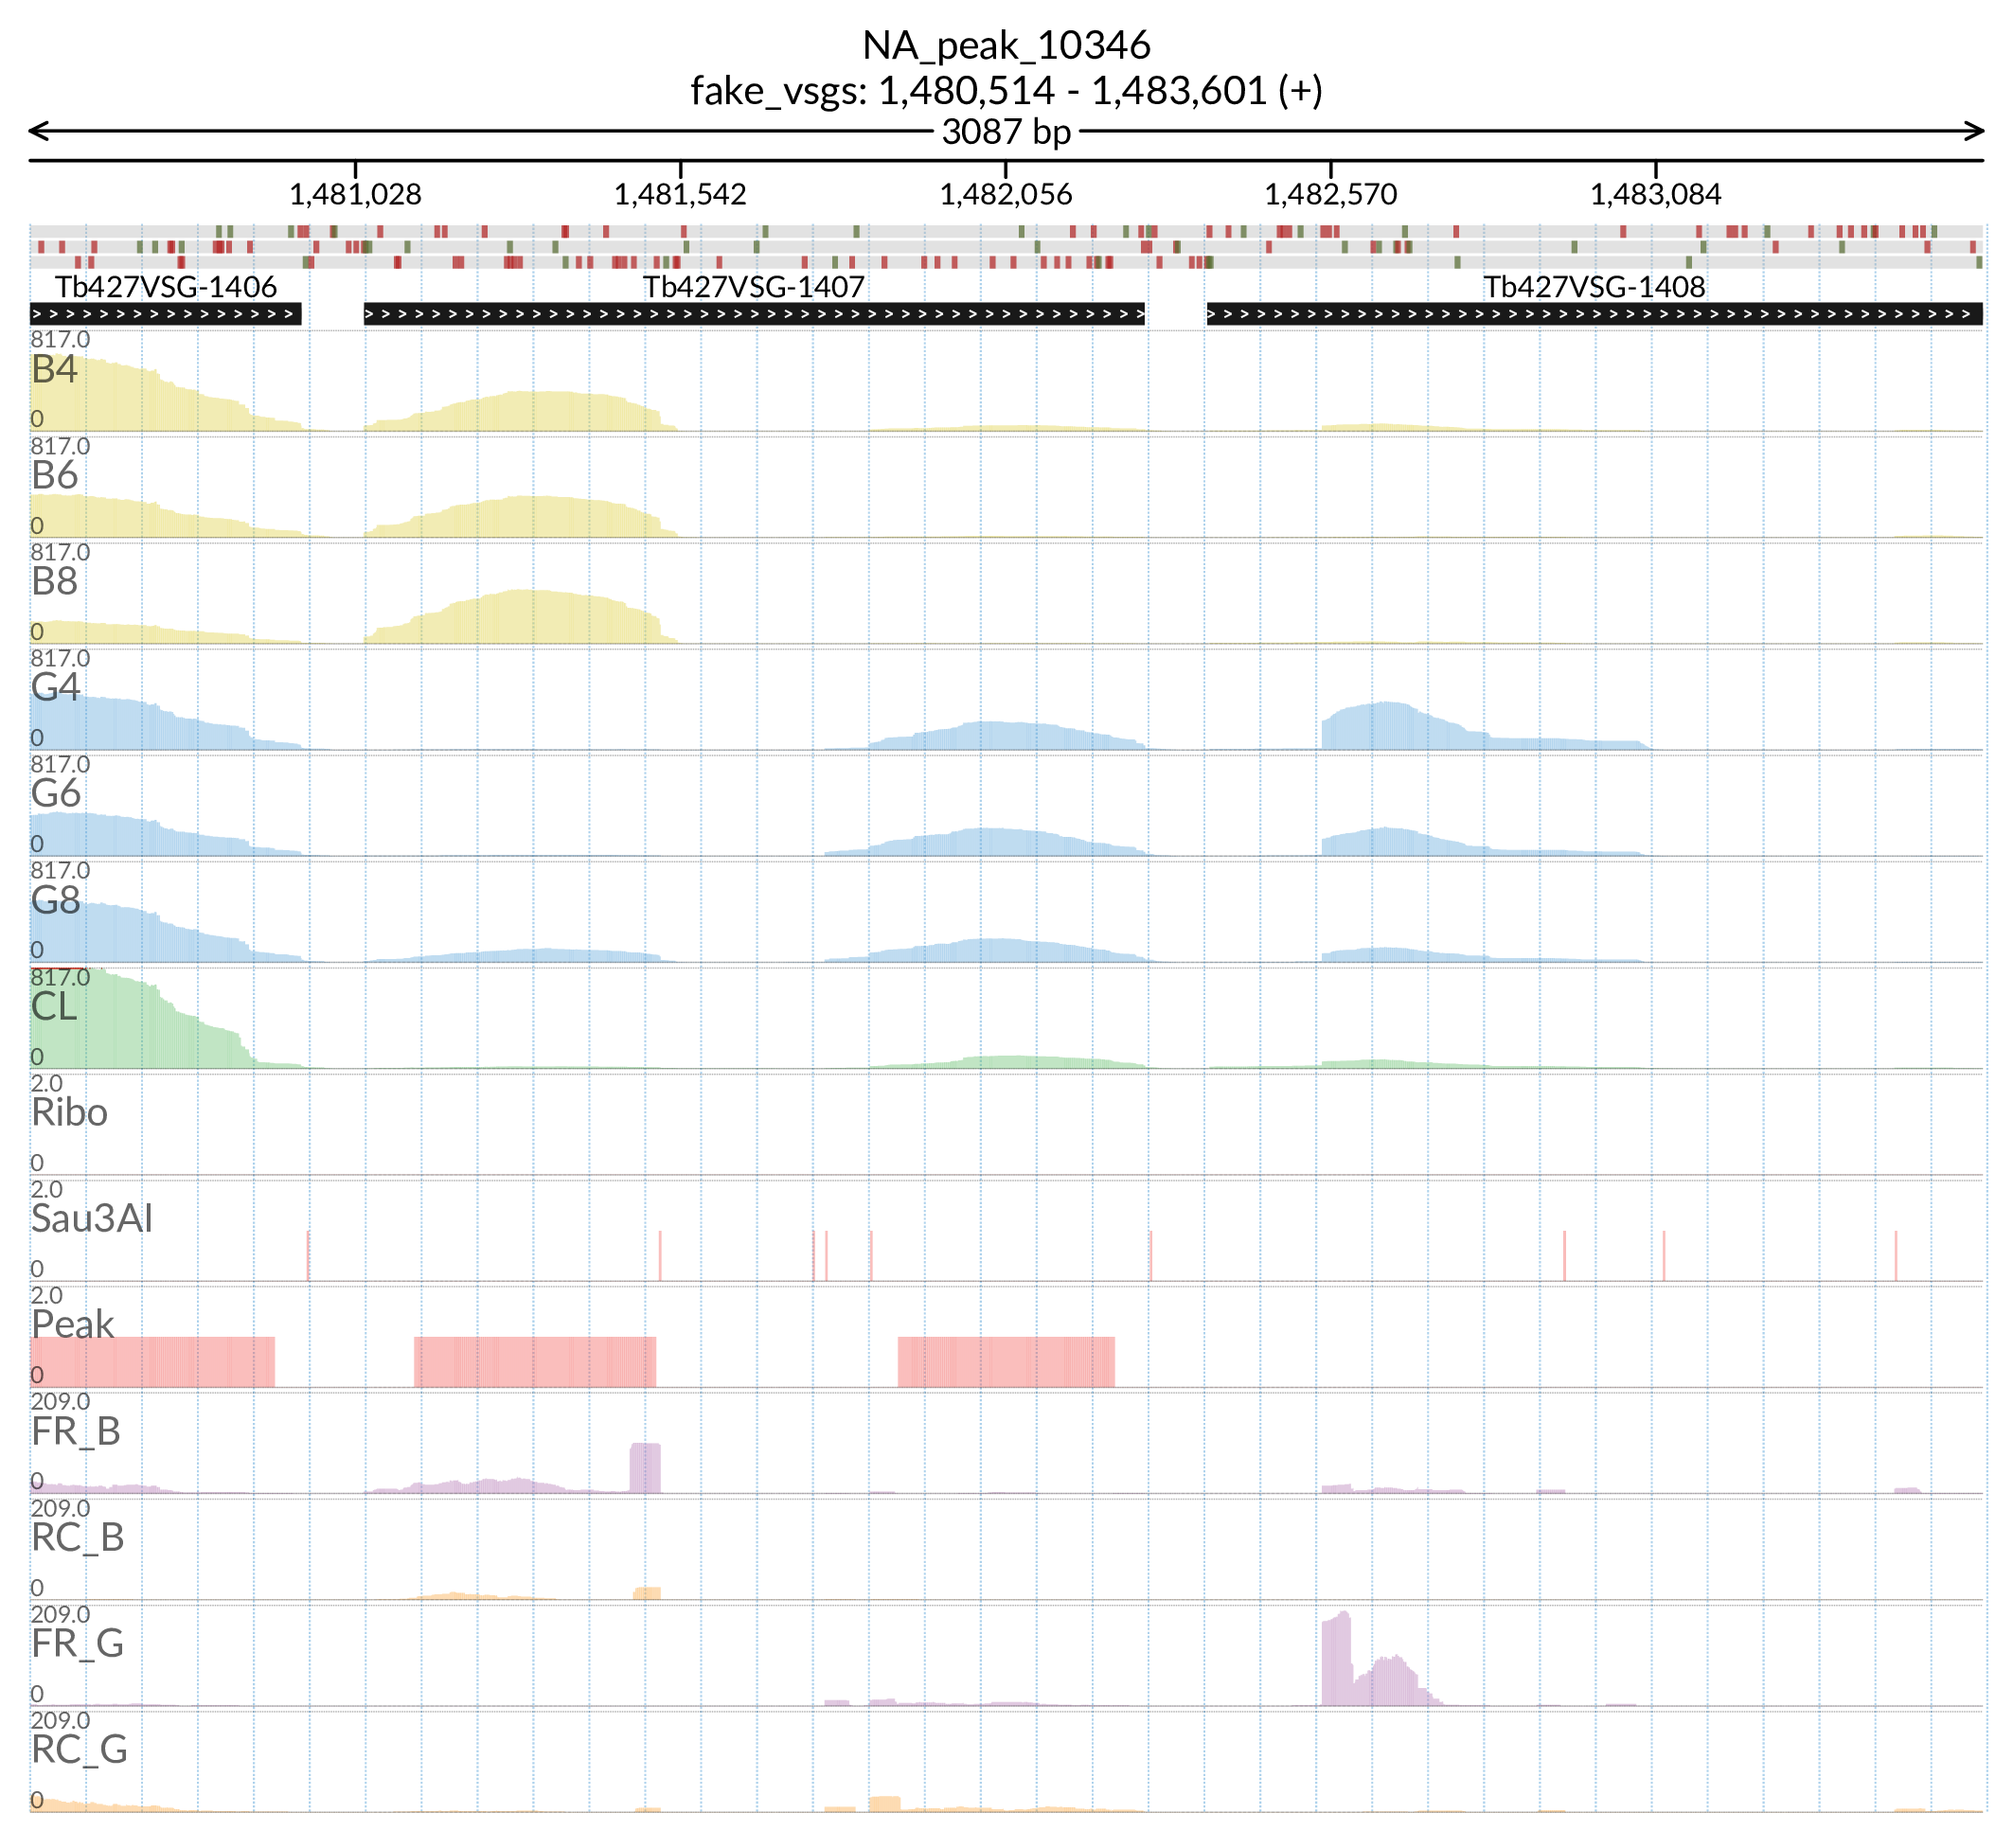 NA_peak_10346
fake_vsgs: 1,480,514 - 1,483,601 (+)
3087 bp
1,481,028 1,481,542 1,482,056 1,482,570 1,483,084
Tb427VSG-1406 Tb427VSG-1407 Tb427VSG-1408
817.0
B4
0
817.0
B6
0
817.0
B8
0
817.0
G4
0
817.0
G6
0
817.0
G8
0
817.0
CL
0
2.0
Ribo
0
2.0
Sau3AI
0
2.0
Peak
0
209.0
FR_B
0
209.0
RC_B
0
209.0
FR_G
0
209.0
RC_G
0